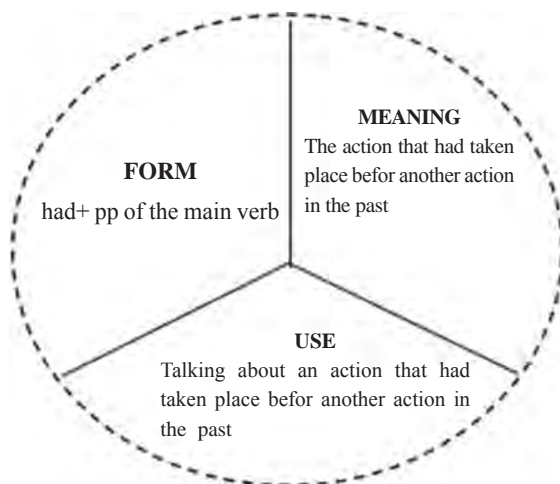 FORM
had+ pp of the main verb
MEANING
The action that had taken
place befor another action
in the past
USE
Talking about an action that had
taken place befor another action in
the past